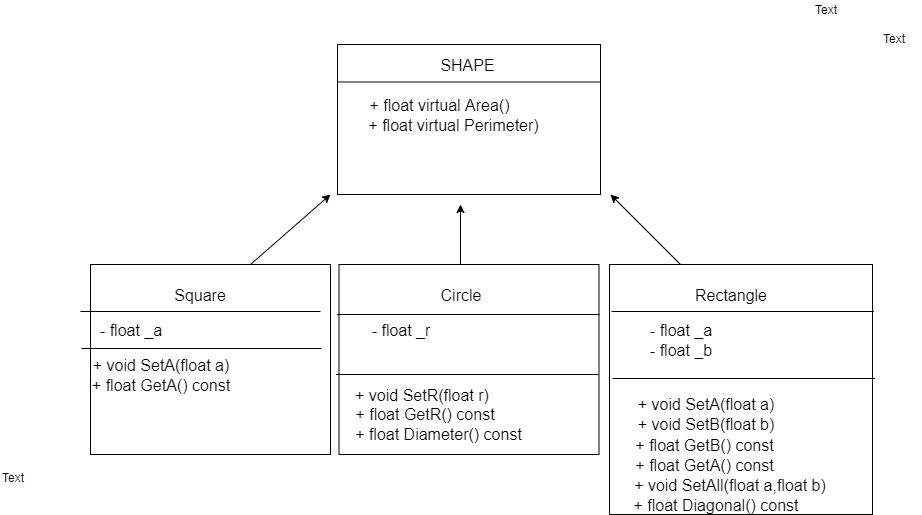 Text
Text
SHAPE
+ float virtual Area()
+ float virtual Perimeter)
Square
- float _a
+ void SetA(float a)
+ float GetA() const
Circle
- float _r
+ void SetR(float r)
+ float GetR() const
+ float Diameter() const
Rectangle
- float _a
- float _b
+ void SetA(float a)
+ void SetB(float b)
+ float GetB() const
+ float GetA() const
+ void SetAll(float a,float b)
+ float Diagonal() const
Text